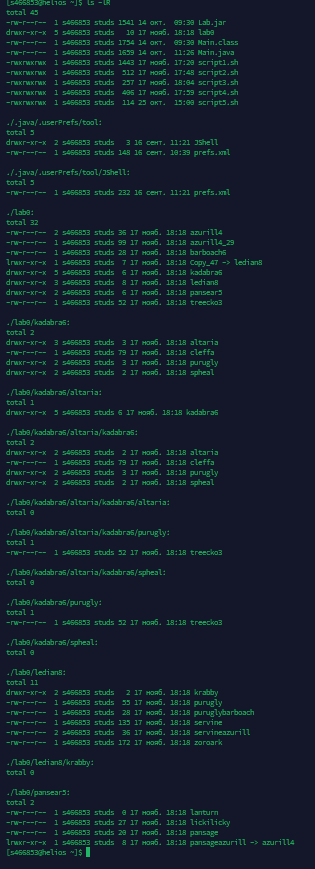 [s466853@helios ~]$ ls -lR
total 45
-rw-r--r-- 1 s466853 studs 1541 14 окт. 09:30 Lab.jar
drwxr-xr-x 5 s466853 studs 10 17 нояб. 18:18 lab0
-rw-r--r-- 1 s466853 studs 1754 14 окт. 09:30 Main.class
-rw-r--r-- 1 s466853 studs 1659 14 окт. 11:26 Main.java
-rwxrwxrwx 1 s466853 studs 1443 17 нояб. 17:20 script1.sh
-rwxrwxrwx 1 s466853 studs 512 17 нояб. 17:48 script2.sh
-rwxrwxrwx 1 s466853 studs 257 17 нояб. 18:04 script3.sh
-rwxrwxrwx 1 s466853 studs 406 17 нояб. 17:59 script4.sh
-rwxrwxrwx 1 s466853 studs 114 25 окт. 15:00 script5.sh

./.java/.userPrefs/tool:
total 5
drwxr-xr-x 2 s466853 studs 3 16 сент. 11:21 JShell
-rw-r--r-- 1 s466853 studs 148 16 сент. 10:39 prefs.xml

./.java/.userPrefs/tool/JShell:
total 5
-rw-r--r-- 1 s466853 studs 232 16 сент. 11:21 prefs.xml

./lab0:
total 32
-rw-r--r-- 2 s466853 studs 36 17 нояб. 18:18 azurill4
-rw-r--r-- 1 s466853 studs 99 17 нояб. 18:18 azurill4_29
-rw-r--r-- 1 s466853 studs 28 17 нояб. 18:18 barboach6
lrwxr-xr-x 1 s466853 studs 7 17 нояб. 18:18 Copy_47 -> ledian8
drwxr-xr-x 5 s466853 studs 6 17 нояб. 18:18 kadabra6
drwxr-xr-x 3 s466853 studs 8 17 нояб. 18:18 ledian8
drwxr-xr-x 2 s466853 studs 6 17 нояб. 18:18 pansear5
-rw-r--r-- 1 s466853 studs 52 17 нояб. 18:18 treecko3

./lab0/kadabra6:
total 2
drwxr-xr-x 3 s466853 studs 3 17 нояб. 18:18 altaria
-rw-r--r-- 1 s466853 studs 79 17 нояб. 18:18 cleffa
drwxr-xr-x 2 s466853 studs 3 17 нояб. 18:18 purugly
drwxr-xr-x 2 s466853 studs 2 17 нояб. 18:18 spheal

./lab0/kadabra6/altaria:
total 1
drwxr-xr-x 5 s466853 studs 6 17 нояб. 18:18 kadabra6

./lab0/kadabra6/altaria/kadabra6:
total 2
drwxr-xr-x 2 s466853 studs 2 17 нояб. 18:18 altaria
-rw-r--r-- 1 s466853 studs 79 17 нояб. 18:18 cleffa
drwxr-xr-x 2 s466853 studs 3 17 нояб. 18:18 purugly
drwxr-xr-x 2 s466853 studs 2 17 нояб. 18:18 spheal

./lab0/kadabra6/altaria/kadabra6/altaria:
total 0

./lab0/kadabra6/altaria/kadabra6/purugly:
total 1
-rw-r--r-- 1 s466853 studs 52 17 нояб. 18:18 treecko3

./lab0/kadabra6/altaria/kadabra6/spheal:
total 0

./lab0/kadabra6/purugly:
total 1
-rw-r--r-- 1 s466853 studs 52 17 нояб. 18:18 treecko3

./lab0/kadabra6/spheal:
total 0

./lab0/ledian8:
total 11
drwxr-xr-x 2 s466853 studs 2 17 нояб. 18:18 krabby
-rw-r--r-- 1 s466853 studs 55 17 нояб. 18:18 purugly
-rw-r--r-- 1 s466853 studs 28 17 нояб. 18:18 puruglybarboach
-rw-r--r-- 1 s466853 studs 135 17 нояб. 18:18 servine
-rw-r--r-- 2 s466853 studs 36 17 нояб. 18:18 servineazurill
-rw-r--r-- 1 s466853 studs 172 17 нояб. 18:18 zoroark

./lab0/ledian8/krabby:
total 0

./lab0/pansear5:
total 2
-rw-r--r-- 1 s466853 studs 0 17 нояб. 18:18 lanturn
-rw-r--r-- 1 s466853 studs 27 17 нояб. 18:18 lickilicky
-rw-r--r-- 1 s466853 studs 20 17 нояб. 18:18 pansage
lrwxr-xr-x 1 s466853 studs 8 17 нояб. 18:18 pansageazurill -> azurill4
[s466853@helios ~]$